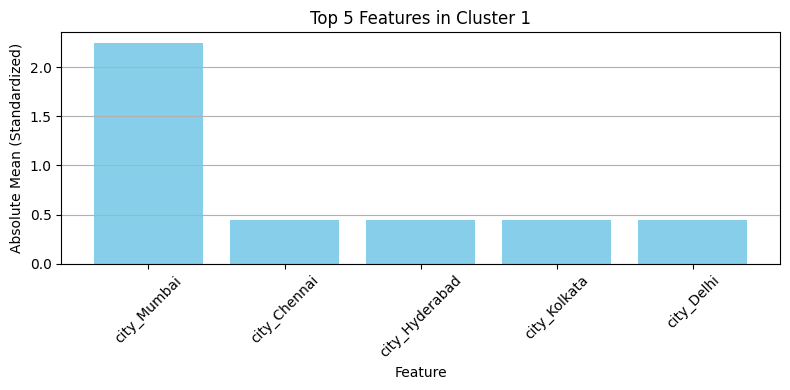 Top 5 Features in Cluster 1
Absolute Mean (Standardized)
2.0
1.5
1.0
0.5
0.0
city_Mumbai
city_Chennai
city_Hyderabad
city_Kolkata
city_Delhi
Feature